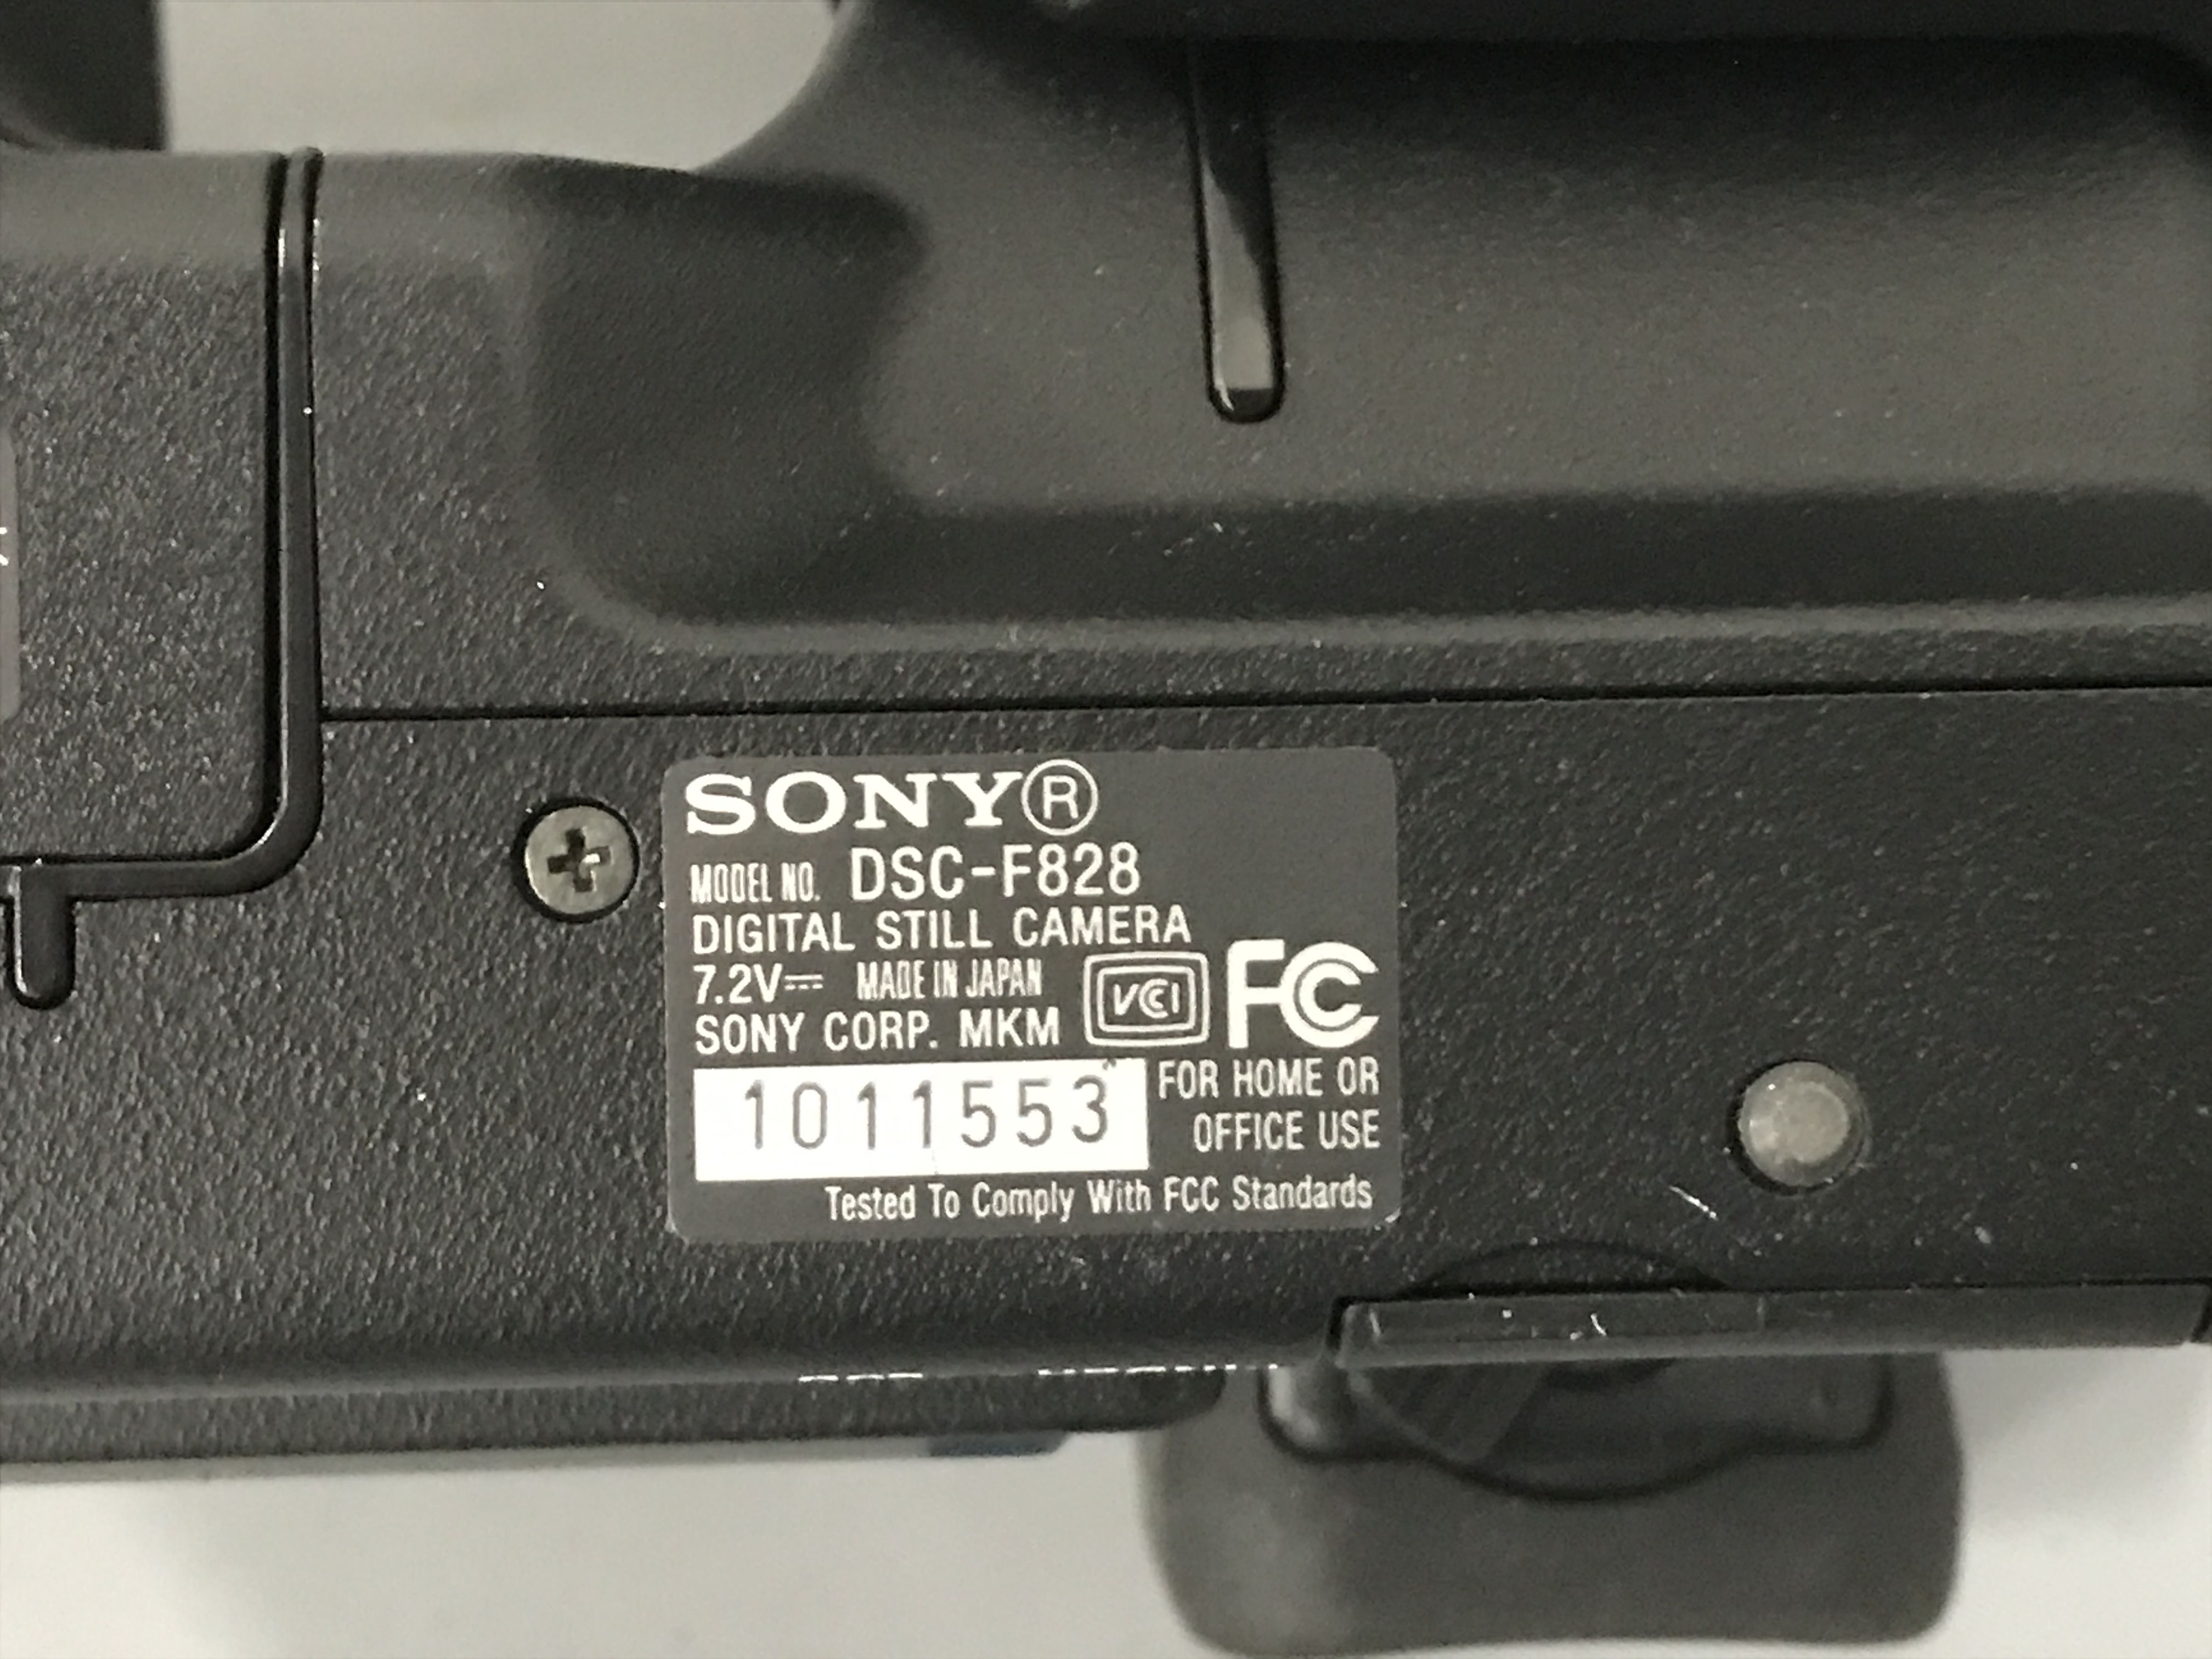 SONY®
MODEL NO. DSC-F828
DIGITAL STILL CAMERA
7.2V⎓ MADE IN JAPAN
SONY CORP. MKM VCCI FC
1011553 FOR HOME OR
OFFICE USE
Tested To Comply With FCC Standards